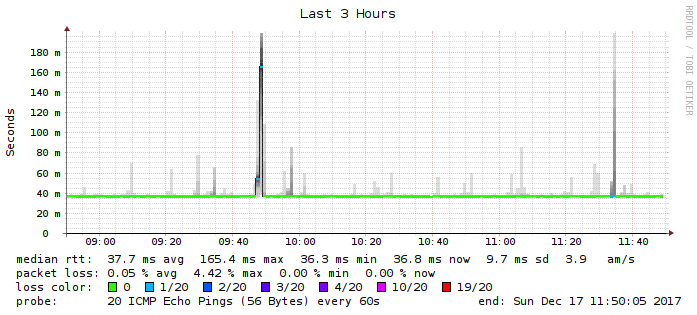 Last 3 Hours
RRDTOOL / TOBI OETIKER
Seconds
180 m
160 m
140 m
120 m
100 m
80 m
60 m
40 m
20 m
0
09:00 09:20 09:40 10:00 10:20 10:40 11:00 11:20 11:40
median rtt: 37.7 ms avg 165.4 ms max 36.3 ms min 36.8 ms now 9.7 ms sd 3.9 am/s
packet loss: 0.05 % avg 4.42 % max 0.00 % min 0.00 % now
loss color: 0 1/20 2/20 3/20 4/20 10/20 19/20
probe: 20 ICMP Echo Pings (56 Bytes) every 60s end: Sun Dec 17 11:50:05 2017